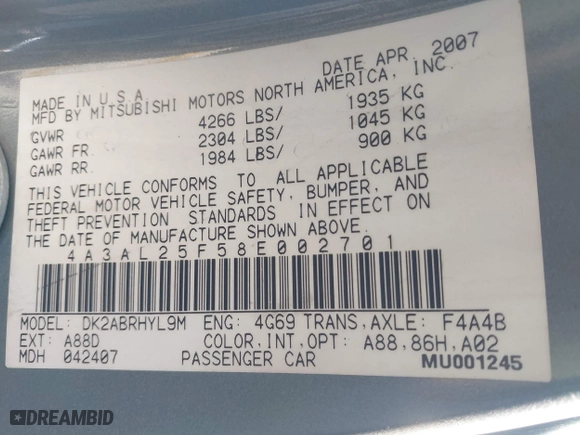 DATE APR 2007
MADE IN U.S.A.
MFD BY MITSUBISHI MOTORS NORTH AMERICA, INC.
GVWR 4266 LBS/ 1935 KG
GAWR FR. 2304 LBS/ 1045 KG
GAWR RR. 1984 LBS/ 900 KG
THIS VEHICLE CONFORMS TO ALL APPLICABLE
FEDERAL MOTOR VEHICLE SAFETY, BUMPER, AND
THEFT PREVENTION STANDARDS IN EFFECT ON
THE DATE OF MANUFACTURE SHOWN ABOVE.
4A3AL25F58E002701
MODEL: DK2ABRHYL9M ENG: 4G69 TRANS,AXLE: F4A4B
EXT: A88D COLOR,INT,OPT: A88,86H,A02
MDH 042407 PASSENGER CAR MU001245
DREAMBID